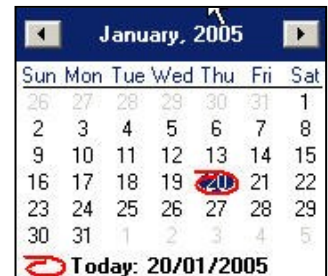 January, 2005
Sun Mon Tue Wed Thu Fri Sat
26 27 28 29 30 31 1
2 3 4 5 6 7 8
9 10 11 12 13 14 15
16 17 18 19 20 21 22
23 24 25 26 27 28 29
30 31 1 2 3 4 5
Today: 20/01/2005